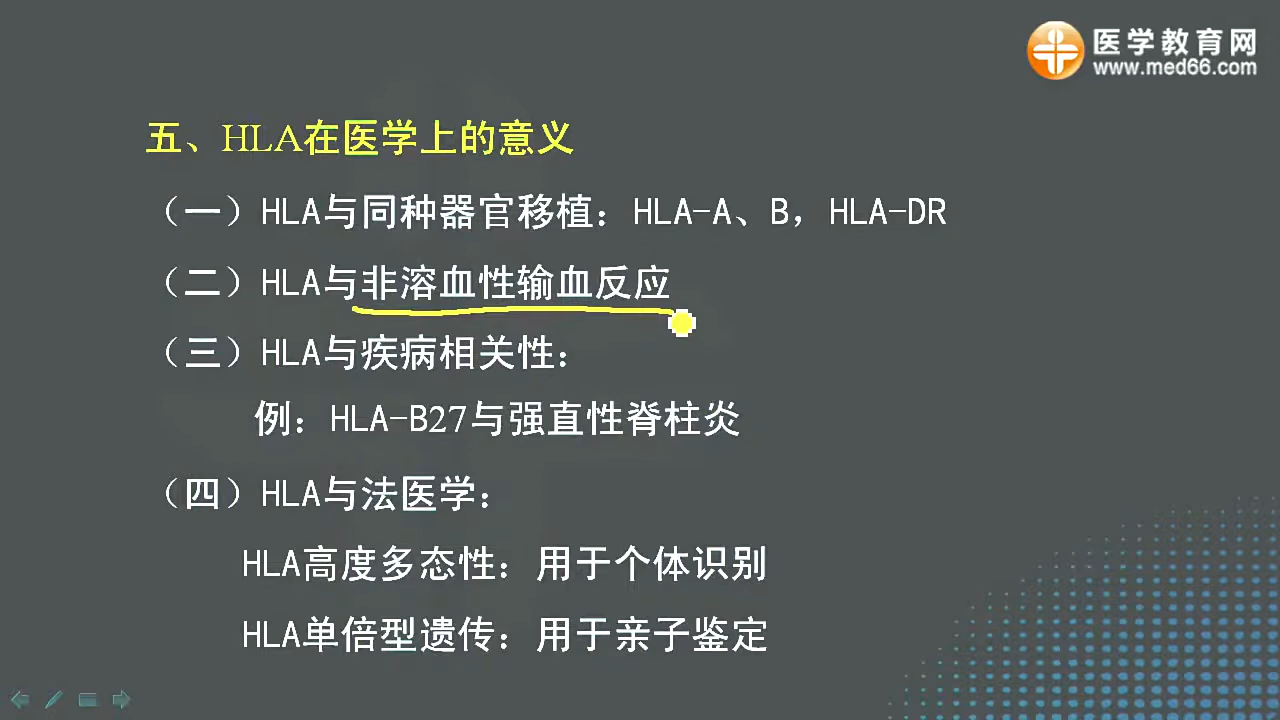 医学教育网
www.med66.com
五、HLA在医学上的意义
（一）HLA与同种器官移植：HLA-A、B，HLA-DR
（二）HLA与非溶血性输血反应
（三）HLA与疾病相关性：
例：HLA-B27与强直性脊柱炎
（四）HLA与法医学：
HLA高度多态性：用于个体识别
HLA单倍型遗传：用于亲子鉴定